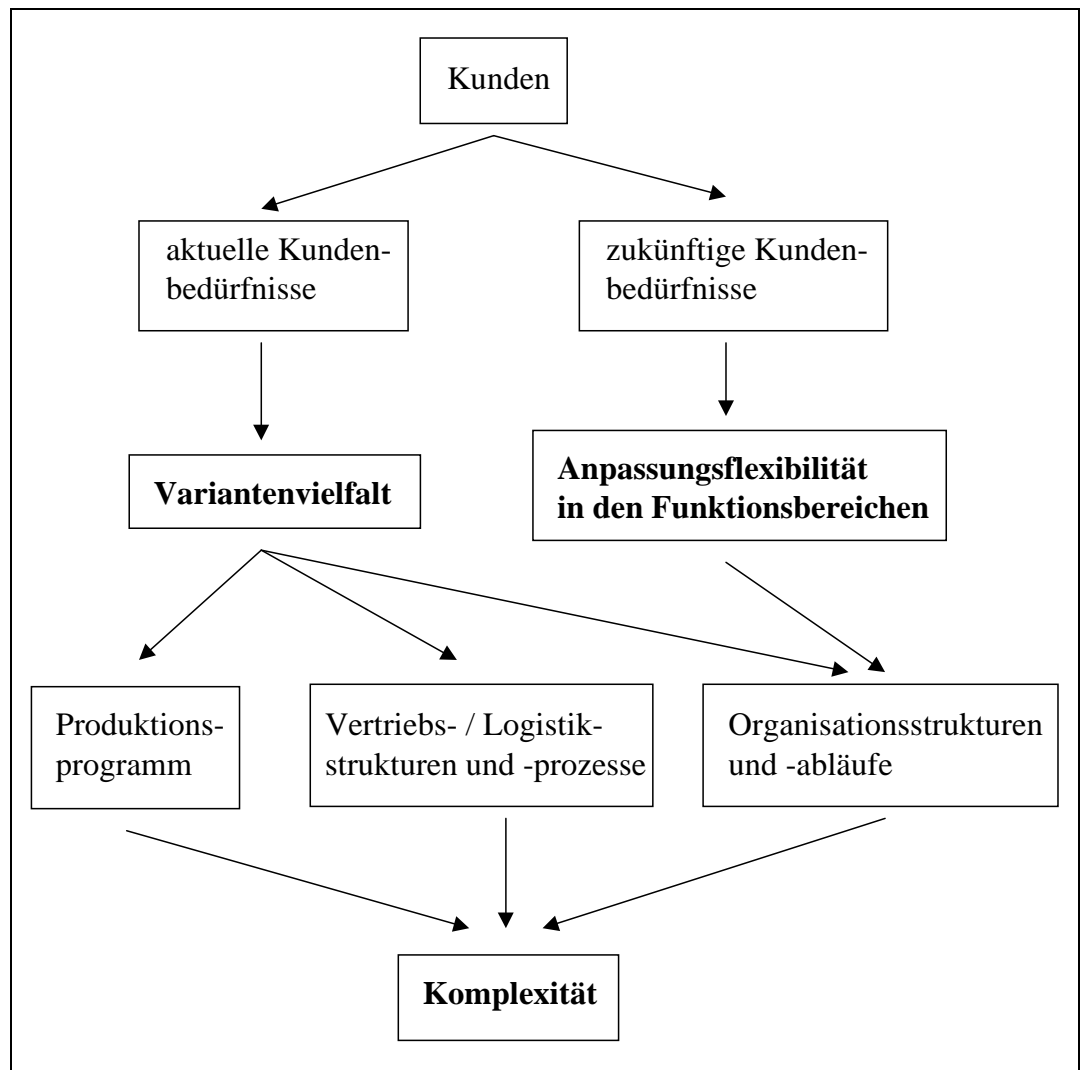 Kunden
aktuelle Kunden-
bedürfnisse
zukünftige Kunden-
bedürfnisse
Variantenvielfalt
Anpassungsflexibilität
in den Funktionsbereichen
Produktions-
programm
Vertriebs- / Logistik-
strukturen und -prozesse
Organisationsstrukturen
und -abläufe
Komplexität